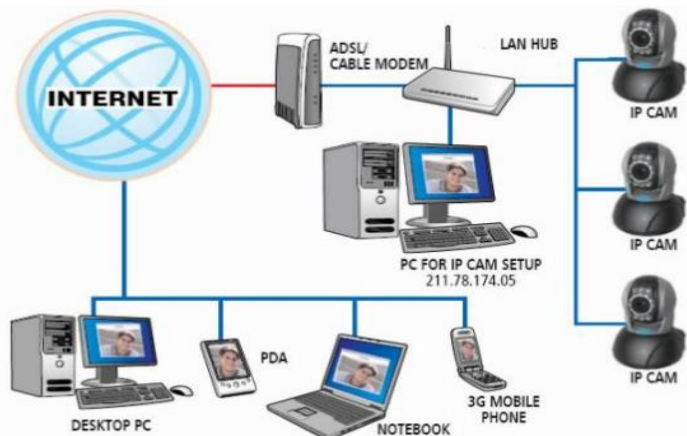 ADSL/
CABLE MODEM
LAN HUB
INTERNET
IP CAM
PC FOR IP CAM SETUP
211.78.174.05
IP CAM
IP CAM
PDA
DESKTOP PC
NOTEBOOK
3G MOBILE
PHONE